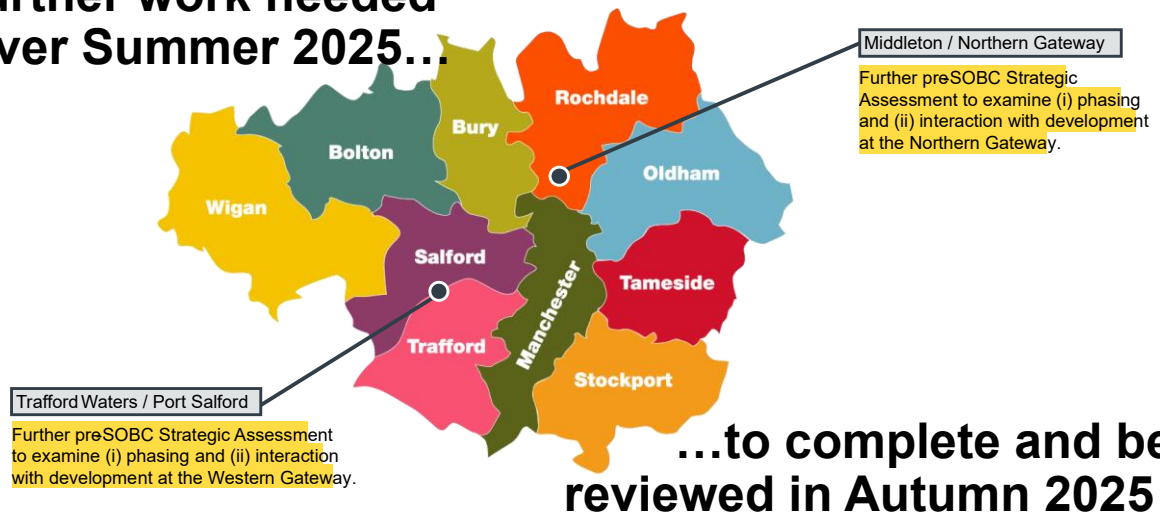 urther work needed
ver Summer 2025…
Middleton / Northern Gateway
Further pre-SOBC Strategic
Assessment to examine (i) phasing
and (ii) interaction with development
at the Northern Gateway.
Rochdale
Bury
Bolton
Oldham
Wigan
Salford
Tameside
Manchester
Trafford
Stockport
Trafford Waters / Port Salford
Further pre-SOBC Strategic Assessment
to examine (i) phasing and (ii) interaction
with development at the Western Gateway.
…to complete and be
reviewed in Autumn 2025